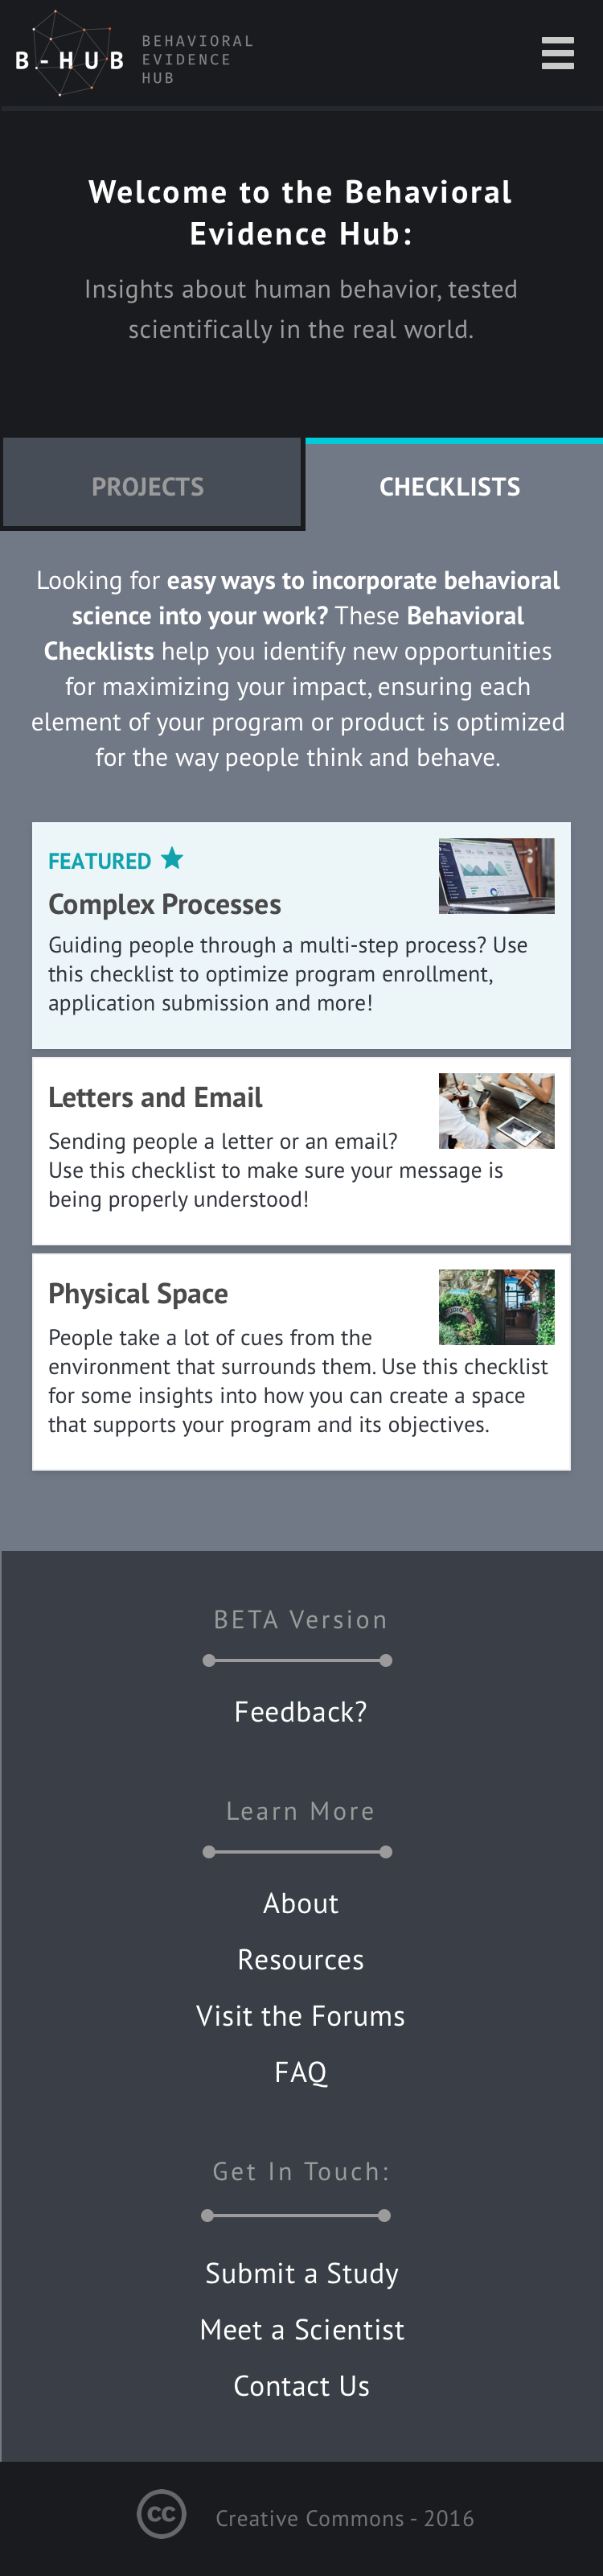 B-HUB
BEHAVIORAL
EVIDENCE
HUB
Welcome to the Behavioral
Evidence Hub:
Insights about human behavior, tested
scientifically in the real world.
PROJECTS
CHECKLISTS
Looking for easy ways to incorporate behavioral
science into your work? These Behavioral
Checklists help you identify new opportunities
for maximizing your impact, ensuring each
element of your program or product is optimized
for the way people think and behave.
FEATURED
Complex Processes
Guiding people through a multi-step process? Use
this checklist to optimize program enrollment,
application submission and more!
Letters and Email
Sending people a letter or an email?
Use this checklist to make sure your message is
being properly understood!
Physical Space
People take a lot of cues from the
environment that surrounds them. Use this checklist
for some insights into how you can create a space
that supports your program and its objectives.
BETA Version
Feedback?
Learn More
About
Resources
Visit the Forums
FAQ
Get In Touch:
Submit a Study
Meet a Scientist
Contact Us
cc
Creative Commons - 2016